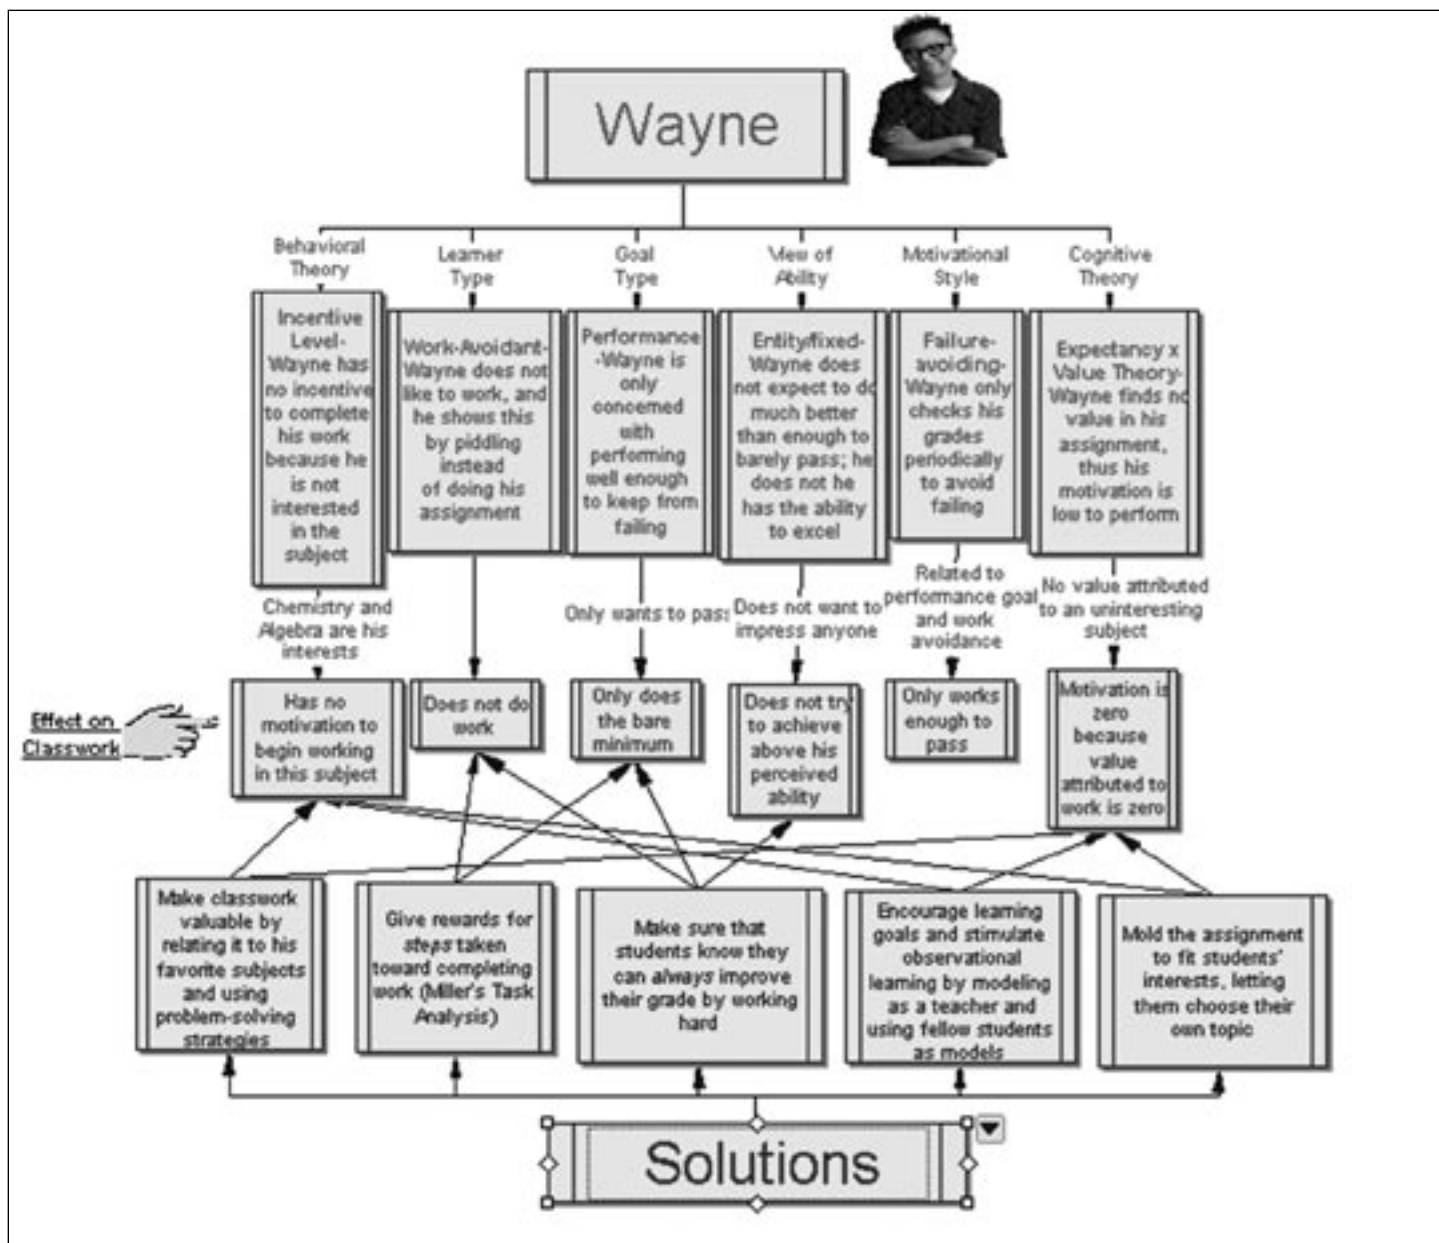 Wayne
Behavioral
Theory
Learner
Type
Goal
Type
View of
Ability
Motivational
Style
Cognitive
Theory
Incentive
Level-
Wayne has
no incentive
to complete
his work
because he
is not
interested
in the
subject
Work-Avoidant-
Wayne does not
like to work, and
he shows this
by piddling
instead
of doing his
assignment
Performance
-Wayne is
only
concerned
with
performing
well enough
to keep from
failing
Entity/fixed-
Wayne does
not expect to do
much better
than enough to
barely pass; he
does not he
has the ability
to excel
Failure-
avoiding-
Wayne only
checks his
grades
periodically
to avoid
failing
Expectancy x
Value Theory-
Wayne finds no
value in his
assignment,
thus his
motivation is
low to perform
Chemistry and
Algebra are his
interests
Only wants to pass
Does not want to
impress anyone
Related to
performance goal
and work
avoidance
No value attributed
to an uninteresting
subject
Effect on
Classwork
Has no
motivation to
begin working
in this subject
Does not do
work
Only does
the bare
minimum
Does not try
to achieve
above his
perceived
ability
Only works
enough to
pass
Motivation is
zero
because
value
attributed to
work is zero
Make classwork
valuable by
relating it to his
favorite subjects
and using
problem-solving
strategies
Give rewards for
steps taken
toward completing
work (Miller's Task
Analysis)
Make sure that
students know they
can always improve
their grade by working
hard
Encourage learning
goals and stimulate
observational
learning by modeling
as a teacher and
using fellow students
as models
Mold the assignment
to fit students'
interests, letting
them choose their
own topic
Solutions